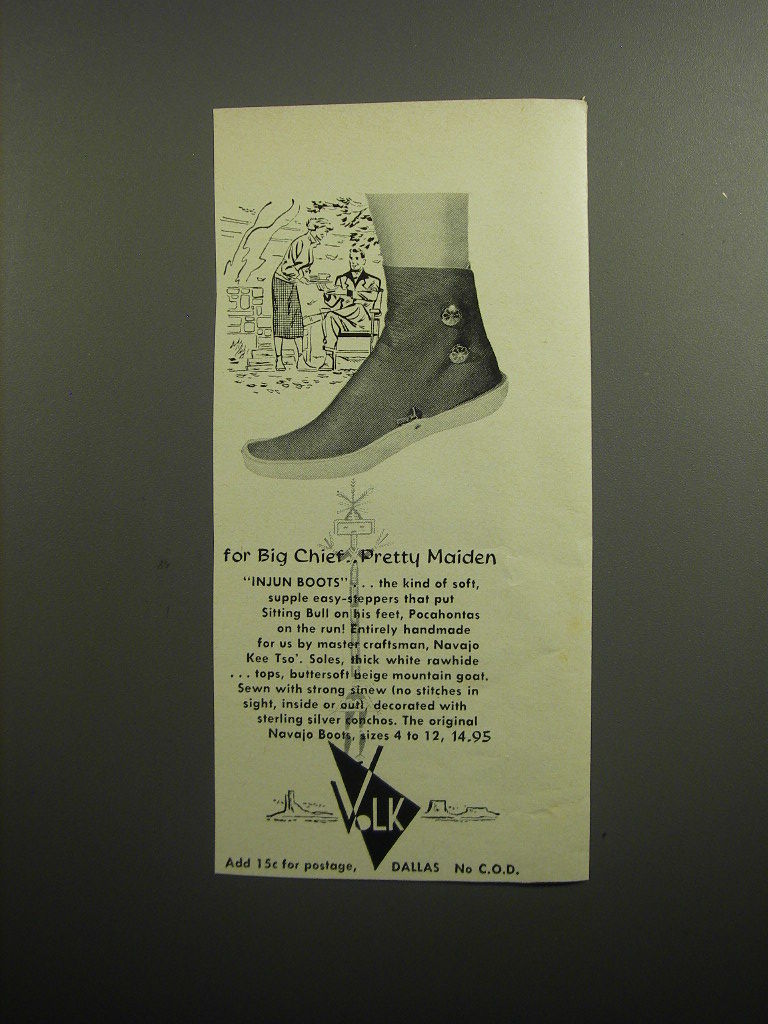 for Big Chief..Pretty Maiden
"INJUN BOOTS" . . . the kind of soft,
supple easy-steppers that put
Sitting Bull on his feet, Pocahontas
on the run! Entirely handmade
for us by master craftsman, Navajo
Kee Tso'. Soles, thick white rawhide
. . . tops, buttersoft beige mountain goat.
Sewn with strong sinew (no stitches in
sight, inside or out), decorated with
sterling silver conchos. The original
Navajo Boots, sizes 4 to 12, 14.95
VOLK
Add 15c for postage, DALLAS No C.O.D.